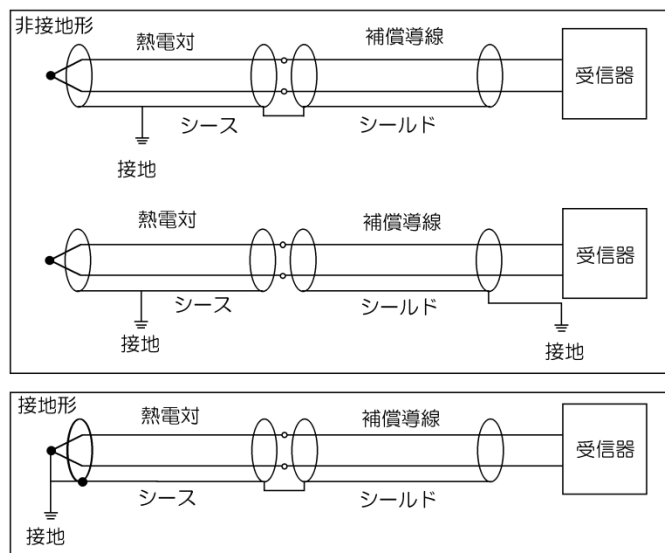 非接地形
熱電対
補償導線
受信器
シース
シールド
接地
熱電対
補償導線
受信器
シース
シールド
接地
接地
接地形
熱電対
補償導線
受信器
シース
シールド
接地